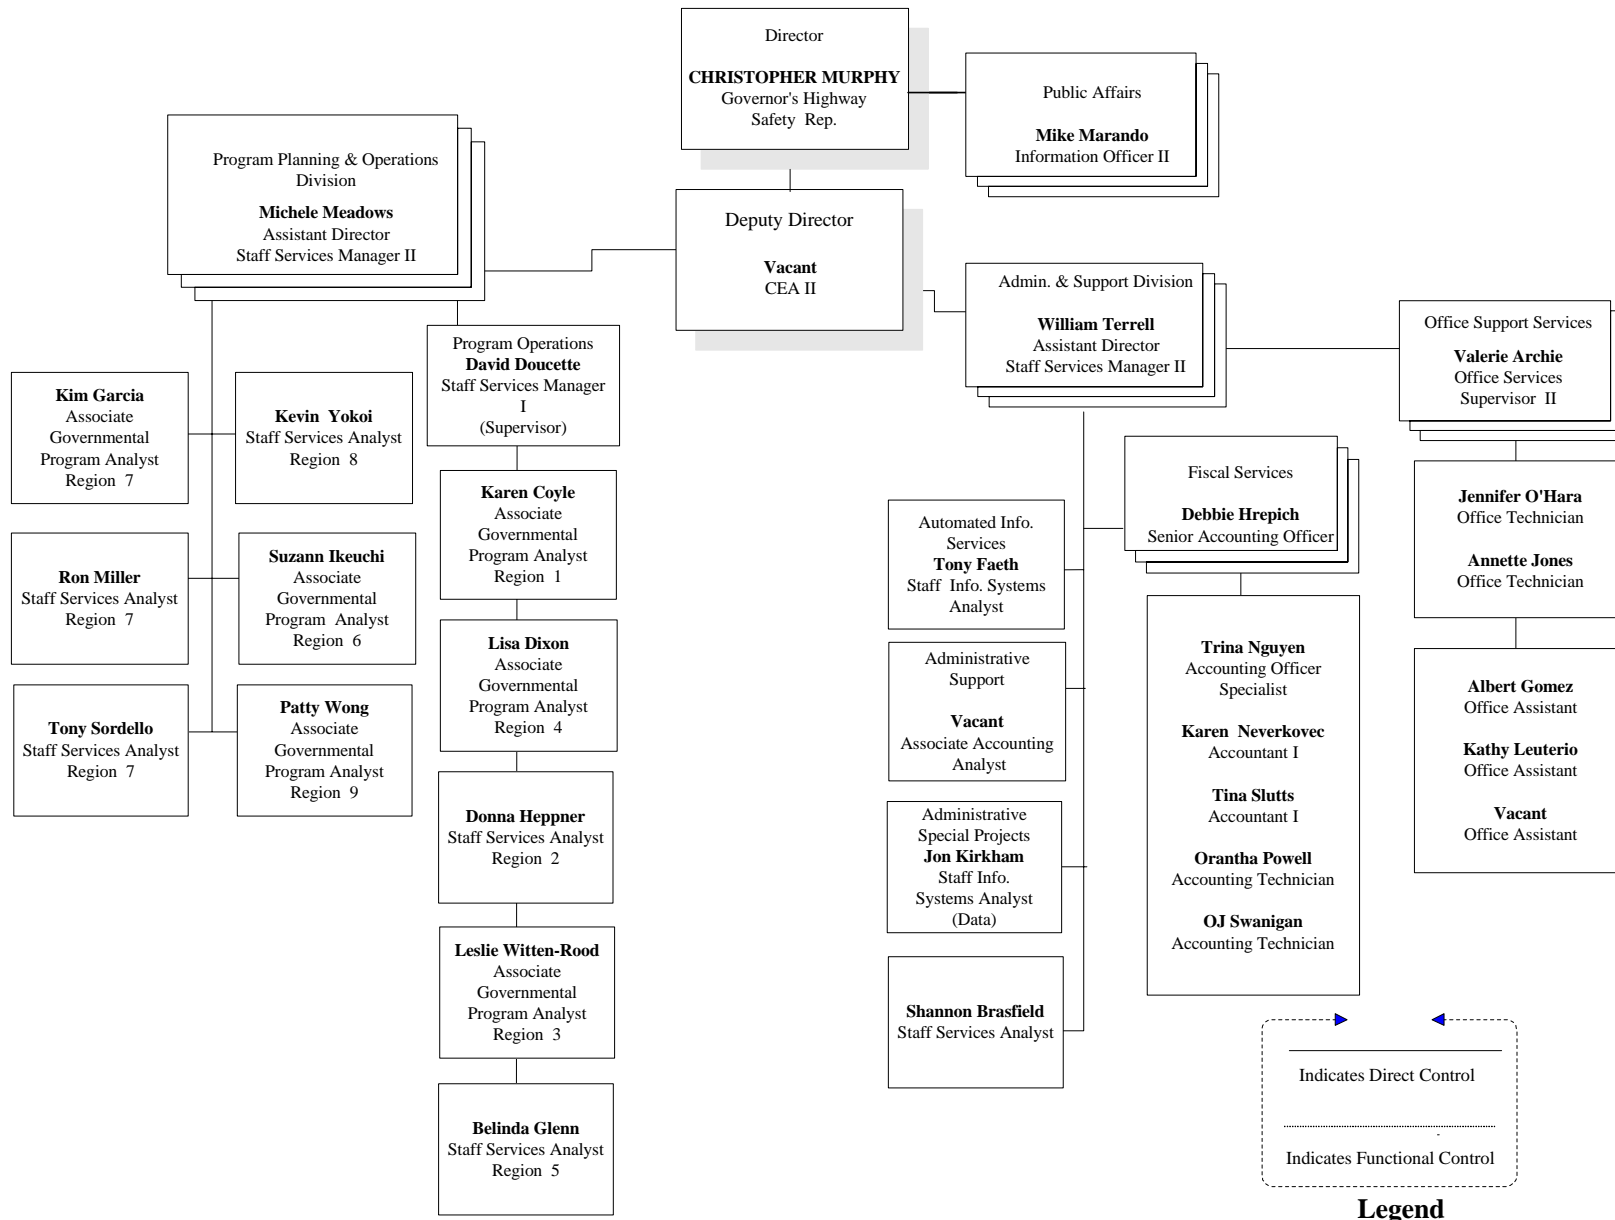 Director
CHRISTOPHER MURPHY
Governor's Highway
Safety Rep.
Public Affairs
Mike Marando
Information Officer II
Program Planning & Operations
Division
Michele Meadows
Assistant Director
Staff Services Manager II
Deputy Director
Vacant
CEA II
Admin. & Support Division
William Terrell
Assistant Director
Staff Services Manager II
Office Support Services
Valerie Archie
Office Services
Supervisor II
Program Operations
David Doucette
Staff Services Manager
I
(Supervisor)
Kim Garcia
Associate
Governmental
Program Analyst
Region 7
Kevin Yokoi
Staff Services Analyst
Region 8
Ron Miller
Staff Services Analyst
Region 7
Suzann Ikeuchi
Associate
Governmental
Program Analyst
Region 6
Tony Sordello
Staff Services Analyst
Region 7
Patty Wong
Associate
Governmental
Program Analyst
Region 9
Karen Coyle
Associate
Governmental
Program Analyst
Region 1
Lisa Dixon
Associate
Governmental
Program Analyst
Region 4
Donna Heppner
Staff Services Analyst
Region 2
Leslie Witten-Rood
Associate
Governmental
Program Analyst
Region 3
Belinda Glenn
Staff Services Analyst
Region 5
Automated Info.
Services
Tony Faeth
Staff Info. Systems
Analyst
Administrative
Support
Vacant
Associate Accounting
Analyst
Administrative
Special Projects
Jon Kirkham
Staff Info.
Systems Analyst
(Data)
Shannon Brasfield
Staff Services Analyst
Fiscal Services
Debbie Hrepich
Senior Accounting Officer
Trina Nguyen
Accounting Officer
Specialist
Karen Neverkovec
Accountant I
Tina Slutts
Accountant I
Orantha Powell
Accounting Technician
OJ Swanigan
Accounting Technician
Jennifer O'Hara
Office Technician
Annette Jones
Office Technician
Albert Gomez
Office Assistant
Kathy Leuterio
Office Assistant
Vacant
Office Assistant
Indicates Direct Control
Indicates Functional Control
Legend